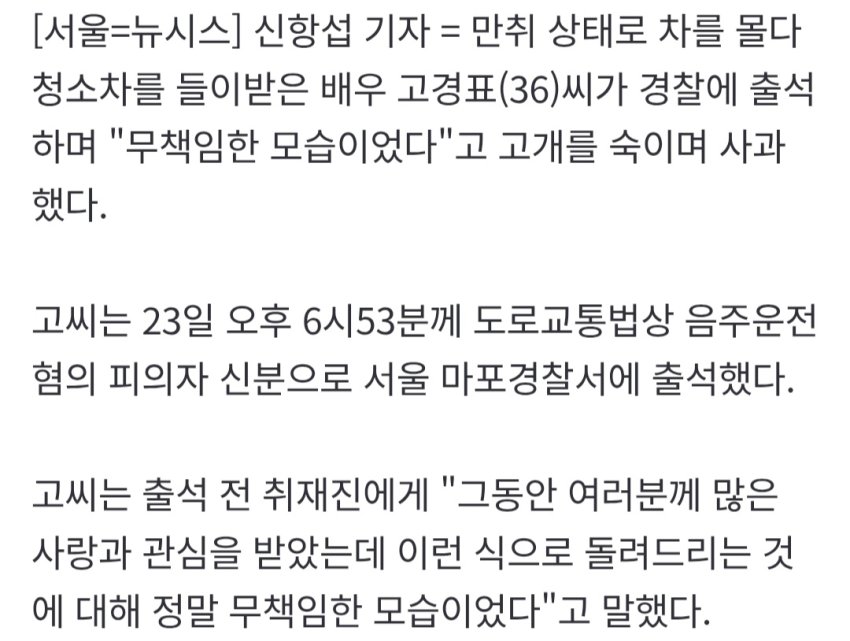 [서울=뉴시스] 신항섭 기자 = 만취 상태로 차를 몰다
청소차를 들이받은 배우 고경표(36)씨가 경찰에 출석
하며 "무책임한 모습이었다"고 고개를 숙이며 사과
했다.
고씨는 23일 오후 6시53분께 도로교통법상 음주운전
혐의 피의자 신분으로 서울 마포경찰서에 출석했다.
고씨는 출석 전 취재진에게 "그동안 여러분께 많은
사랑과 관심을 받았는데 이런 식으로 돌려드리는 것
에 대해 정말 무책임한 모습이었다"고 말했다.